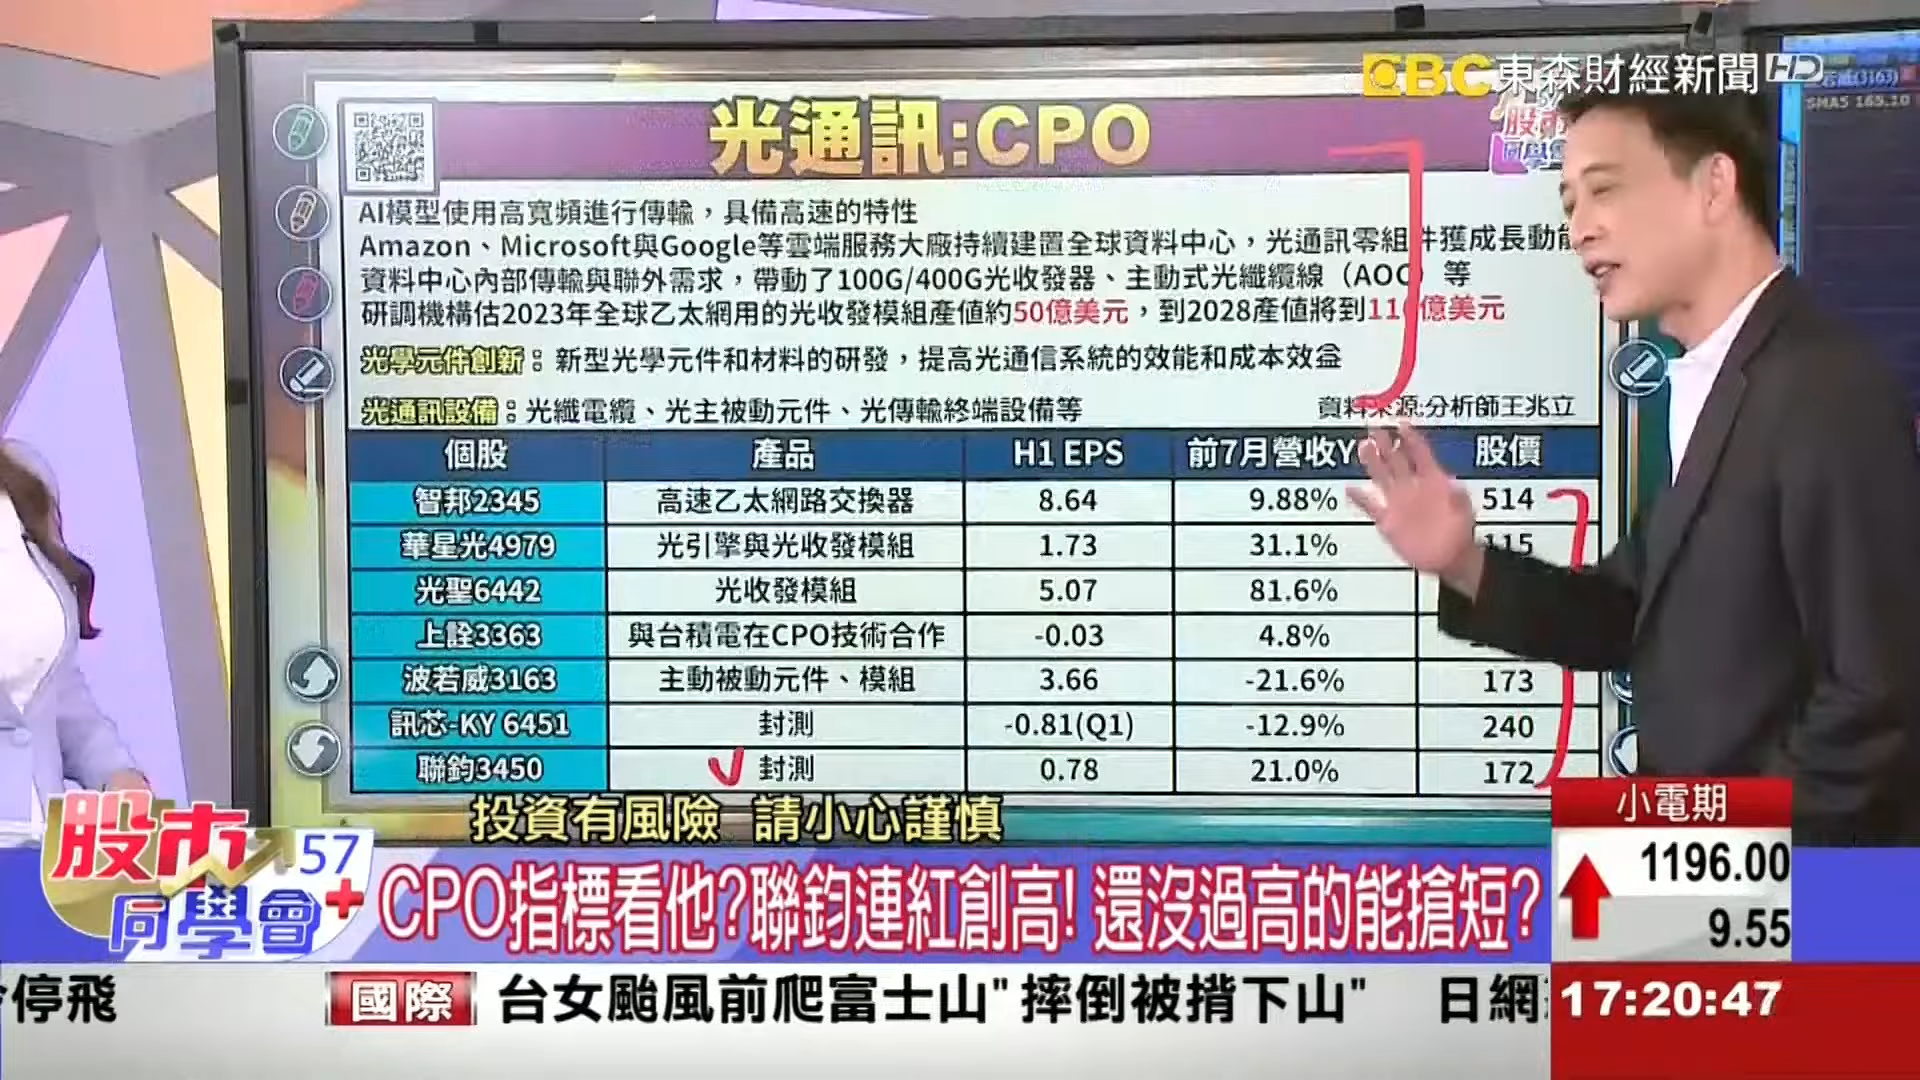 EBC東森財經新聞HD
光通訊:CPO
股市
同學會
SMA5 165.10
AI模型使用高寬頻進行傳輸，具備高速的特性
Amazon、Microsoft與Google等雲端服務大廠持續建置全球資料中心，光通訊零組件獲成長動能
資料中心內部傳輸與聯外需求，帶動了100G/400G光收發器、主動式光纖纜線（AOC）等
研調機構估2023年全球乙太網用的光收發模組產值約50億美元，到2028產值將到11億美元
光學元件創新：新型光學元件和材料的研發，提高光通信系統的效能和成本效益
光通訊設備：光纖電纜、光主被動元件、光傳輸終端設備等
資料來源:分析師王兆立
個股 產品 H1 EPS 前7月營收Y 股價
智邦2345 高速乙太網路交換器 8.64 9.88% 514
華星光4979 光引擎與光收發模組 1.73 31.1% 115
光聖6442 光收發模組 5.07 81.6%
上詮3363 與台積電在CPO技術合作 -0.03 4.8%
波若威3163 主動被動元件、模組 3.66 -21.6% 173
訊芯-KY 6451 封測 -0.81(Q1) -12.9% 240
聯鈞3450 封測 0.78 21.0% 172
投資有風險 請小心謹慎
小電期
1196.00
9.55
股市
同學會
57
CPO指標看他?聯鈞連紅創高! 還沒過高的能搶短?
停飛 國際 台女颱風前爬富士山"摔倒被揹下山" 日網
17:20:47